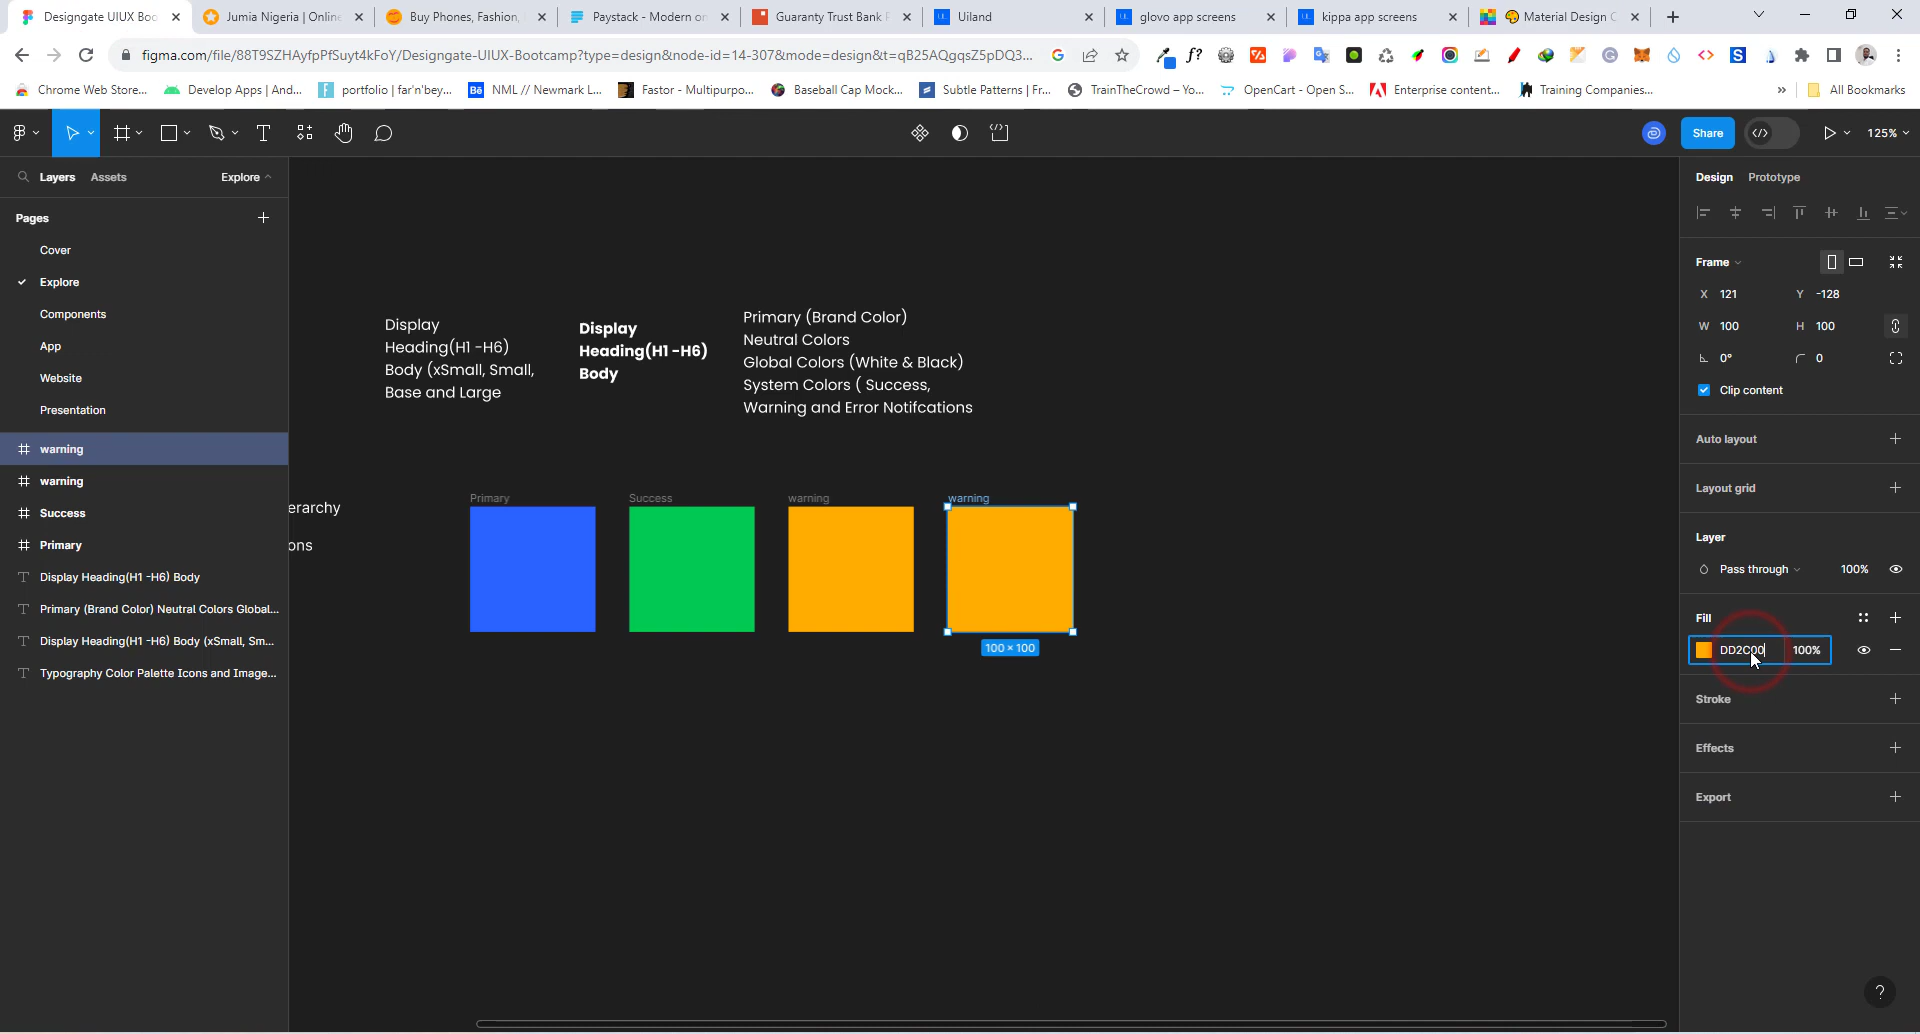 Designgate UIUX Boo
Jumia Nigeria | Online
Buy Phones, Fashion,
Paystack - Modern on
Guaranty Trust Bank P
Uiland
glovo app screens
kippa app screens
Material Design C
figma.com/file/88T9SZHAyfpPfSuyt4kFoY/Designgate-UIUX-Bootcamp?type=design&node-id=14-307&mode=design&t=qB25AQgqsZ5pDQ3...
Chrome Web Store...
Develop Apps | And...
portfolio | far'n'bey...
NML // Newmark L...
Fastor - Multipurpo...
Baseball Cap Mock...
Subtle Patterns | Fr...
TrainTheCrowd – Yo...
OpenCart - Open S...
Enterprise content...
Training Companies...
All Bookmarks
Share
125%
Layers
Assets
Explore
Design
Prototype
Pages
Cover
Explore
Components
App
Website
Presentation
warning
warning
Success
Primary
Display Heading(H1 -H6) Body
Primary (Brand Color) Neutral Colors Global...
Display Heading(H1 -H6) Body (xSmall, Sm...
Typography Color Palette Icons and Image...
Display
Heading(H1 -H6)
Body (xSmall, Small,
Base and Large
Display
Heading(H1 -H6)
Body
Primary (Brand Color)
Neutral Colors
Global Colors (White & Black)
System Colors ( Success,
Warning and Error Notifcations
erarchy
ons
Primary
Success
warning
warning
100 × 100
Frame
X 121
Y -128
W 100
H 100
0°
0
Clip content
Auto layout
Layout grid
Layer
Pass through
100%
Fill
DD2C00
100%
Stroke
Effects
Export
?